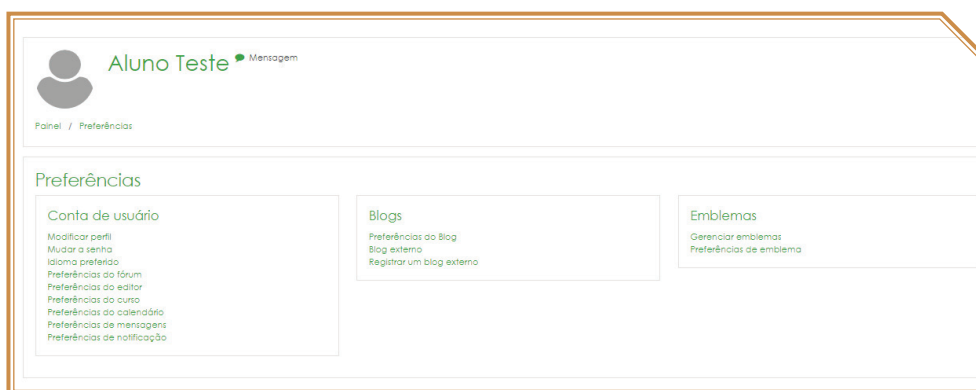 Aluno Teste Mensagem
Painel / Preferências
Preferências
Conta de usuário
Modificar perfil
Mudar a senha
Idioma preferido
Preferências do fórum
Preferências do editor
Preferências do curso
Preferências do calendário
Preferências de mensagens
Preferências de notificação
Blogs
Preferências do Blog
Blog externo
Registrar um blog externo
Emblemas
Gerenciar emblemas
Preferências de emblema